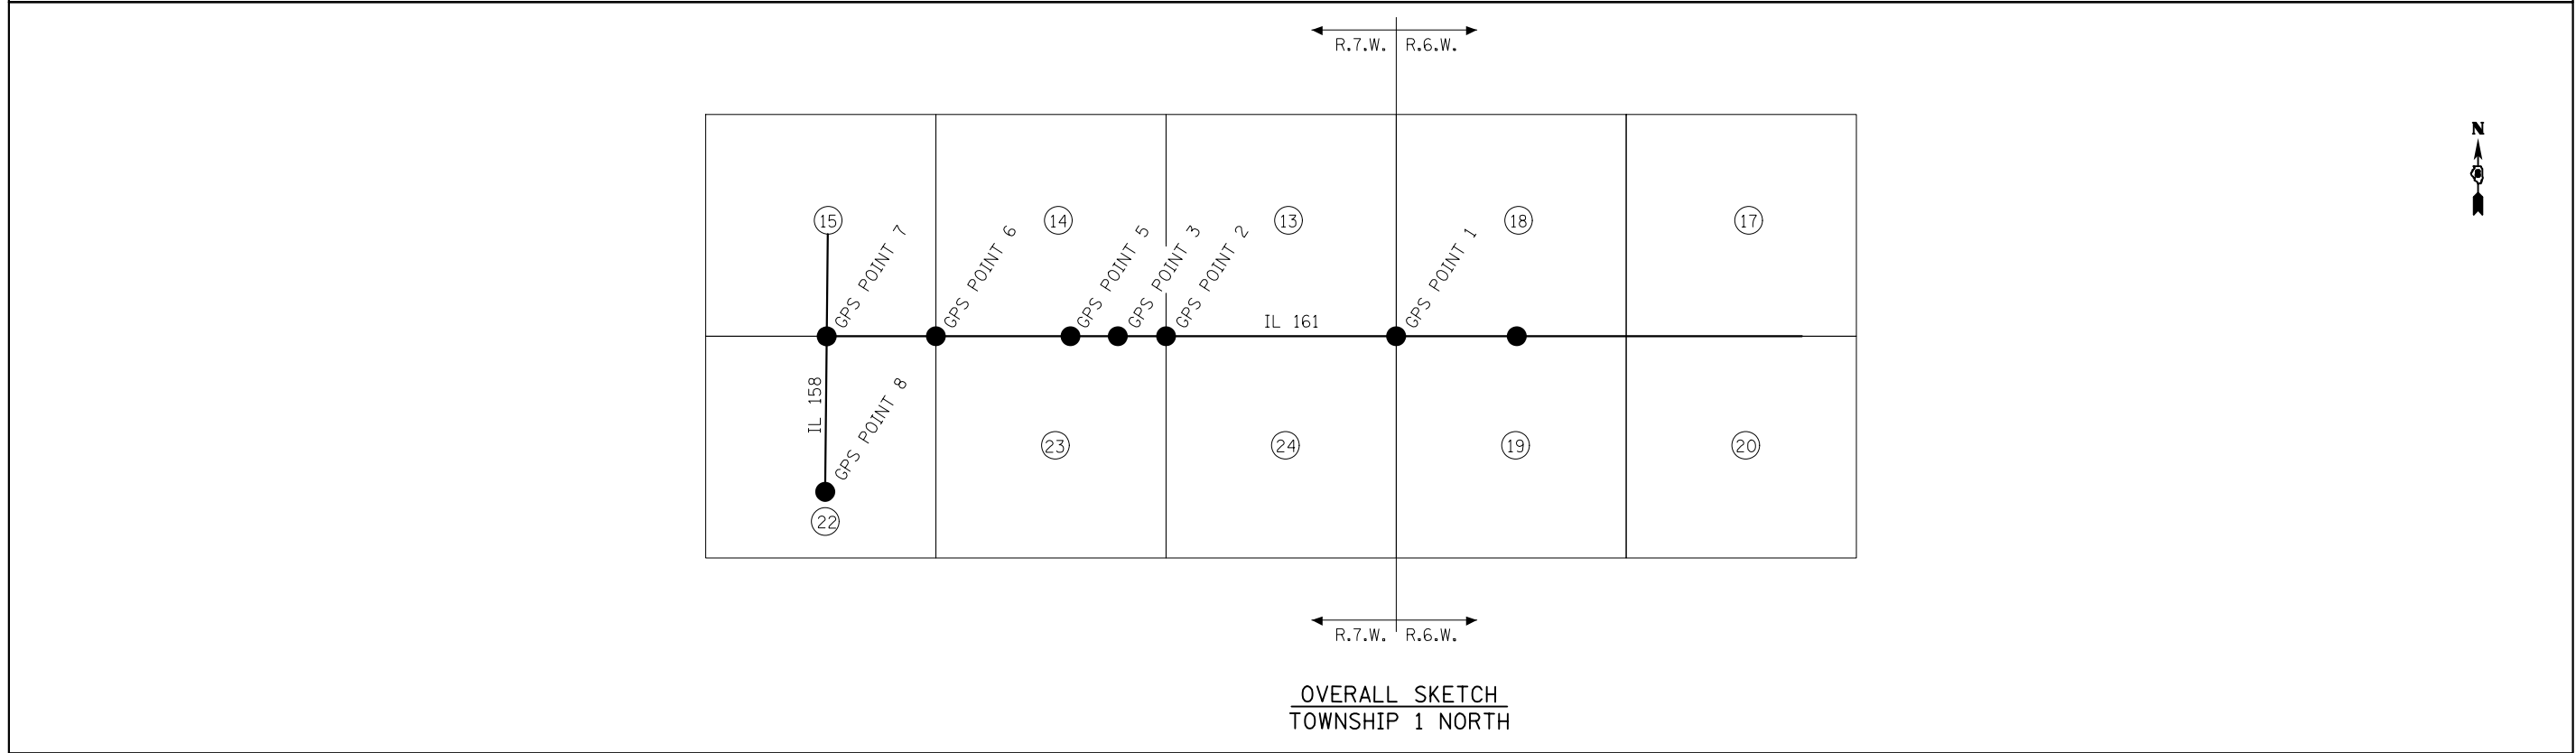 R.7.W. R.6.W.
N
15
14
13
18
17
GPS POINT 7
GPS POINT 6
GPS POINT 5
GPS POINT 3
GPS POINT 2
GPS POINT 1
IL 161
IL 158
GPS POINT 8
23
24
19
20
22
R.7.W. R.6.W.
OVERALL SKETCH
TOWNSHIP 1 NORTH